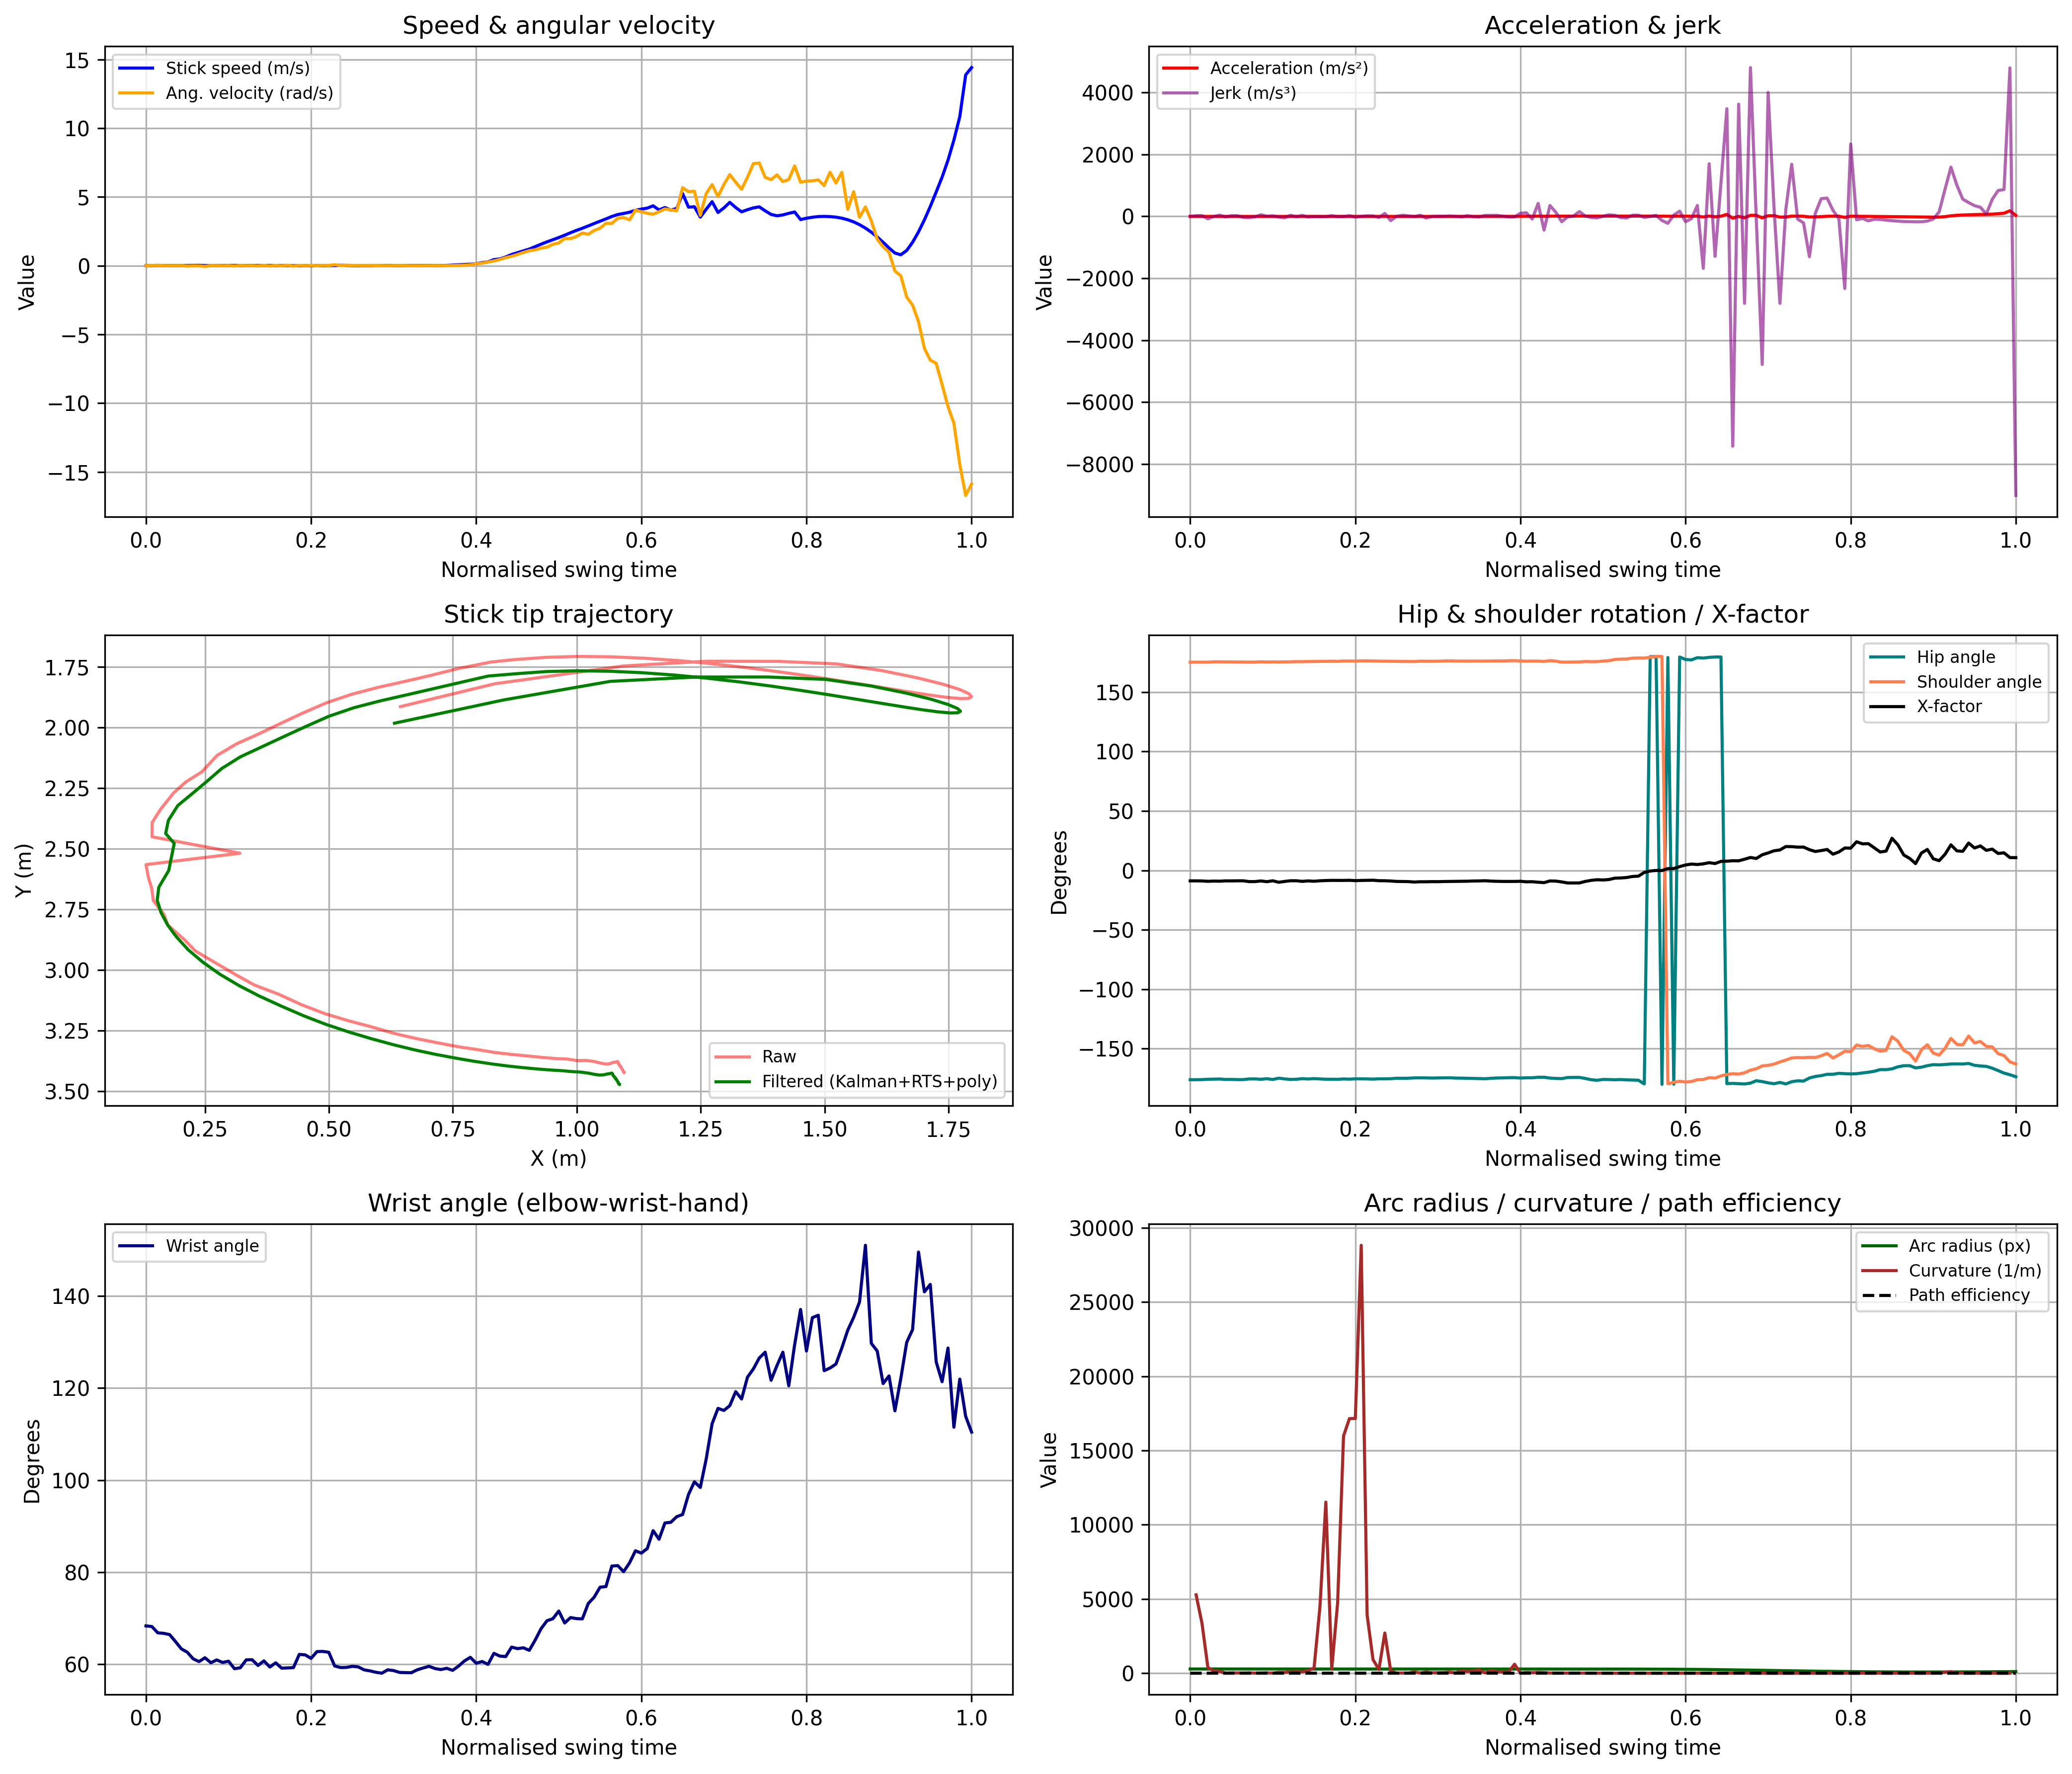 Speed & angular velocity
Stick speed (m/s)
Ang. velocity (rad/s)
15
10
5
0
−5
−10
−15
Value
0.0 0.2 0.4 0.6 0.8 1.0
Normalised swing time
Acceleration & jerk
Acceleration (m/s²)
Jerk (m/s³)
4000
2000
0
−2000
−4000
−6000
−8000
Value
0.0 0.2 0.4 0.6 0.8 1.0
Normalised swing time
Stick tip trajectory
1.75
2.00
2.25
2.50
2.75
3.00
3.25
3.50
Y (m)
Raw
Filtered (Kalman+RTS+poly)
0.25 0.50 0.75 1.00 1.25 1.50 1.75
X (m)
Hip & shoulder rotation / X-factor
Hip angle
Shoulder angle
X-factor
150
100
50
0
−50
−100
−150
Degrees
0.0 0.2 0.4 0.6 0.8 1.0
Normalised swing time
Wrist angle (elbow-wrist-hand)
Wrist angle
140
120
100
80
60
Degrees
0.0 0.2 0.4 0.6 0.8 1.0
Normalised swing time
Arc radius / curvature / path efficiency
Arc radius (px)
Curvature (1/m)
Path efficiency
30000
25000
20000
15000
10000
5000
0
Value
0.0 0.2 0.4 0.6 0.8 1.0
Normalised swing time